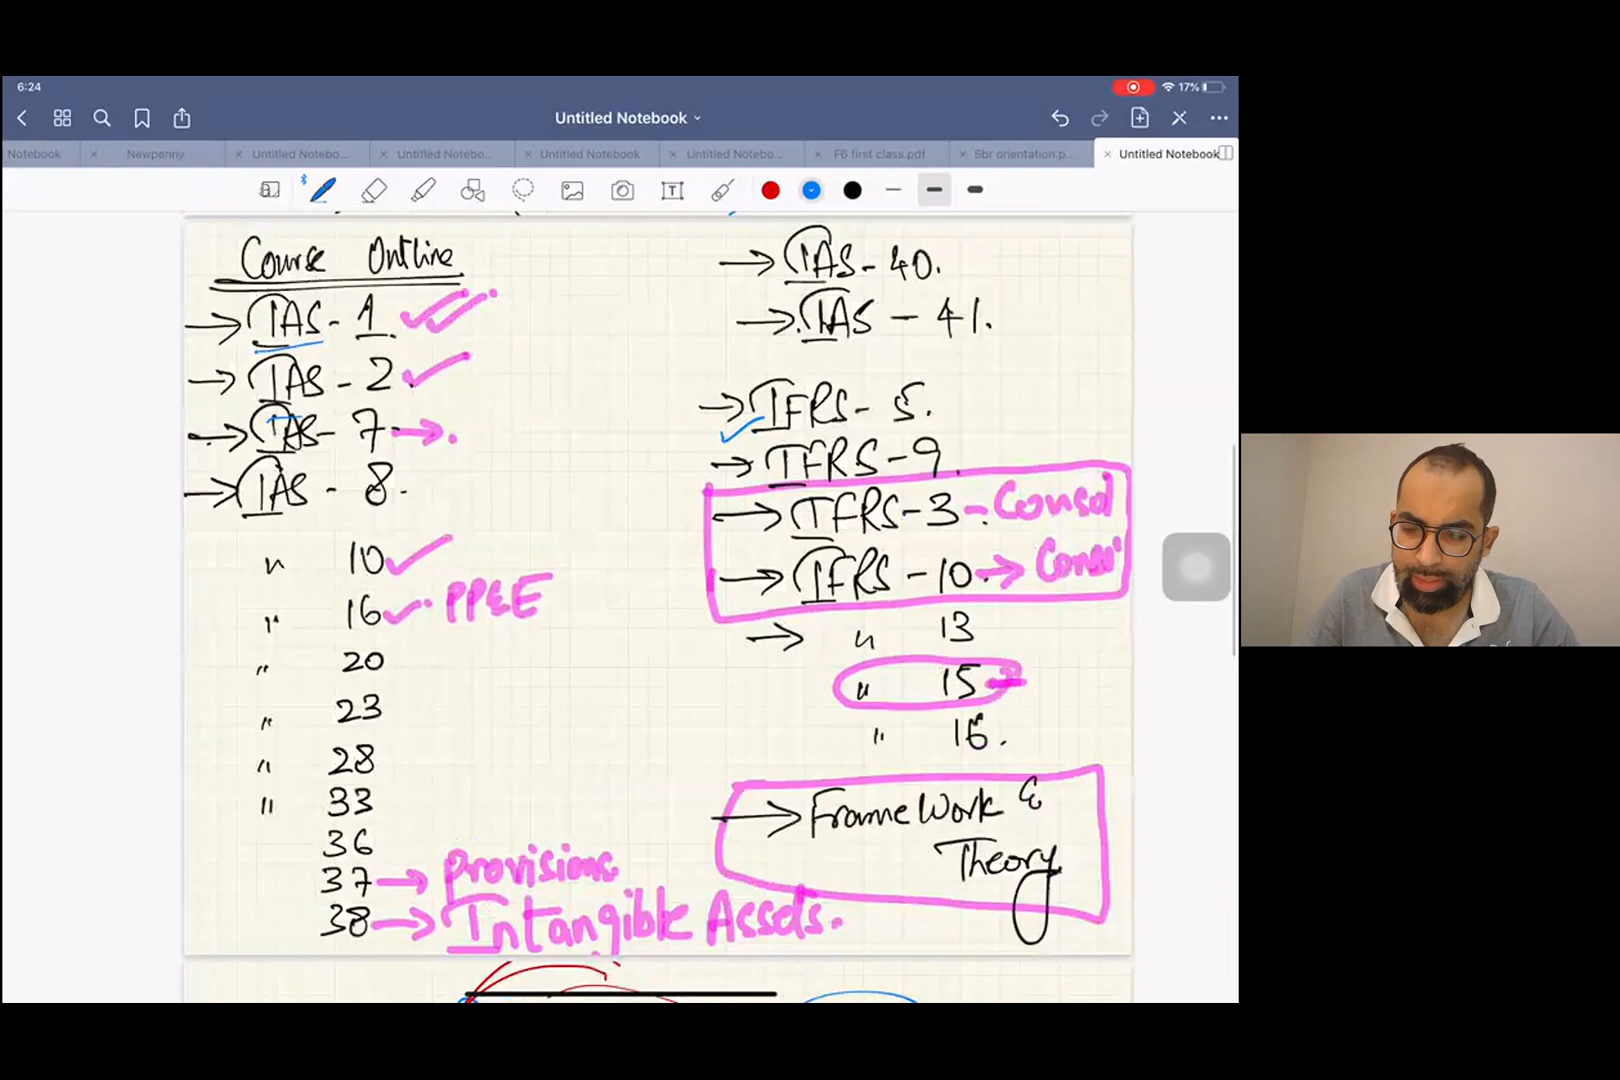 6:24
17%
Untitled Notebook
Notebook
Newpenny
Untitled Notebo...
Untitled Notebo...
Untitled Notebook
Untitled Notebo...
F6 first class.pdf
Sbr orientation.p...
Untitled Notebook
T
Course Outline
IAS - 1
IAS - 2
IAS - 7
IAS - 8.
" 10
" 16 PP&E
" 20
" 23
" 28
" 33
36
37 → Provisions
38 → Intangible Assets.
→ IAS - 40.
→ IAS - 41.
→ IFRS - 5.
→ IFRS - 9.
→ IFRS - 3 - Consol
→ IFRS - 10 → Consol
→ " 13
" 15
" 16.
→ Frame Work &
Theory